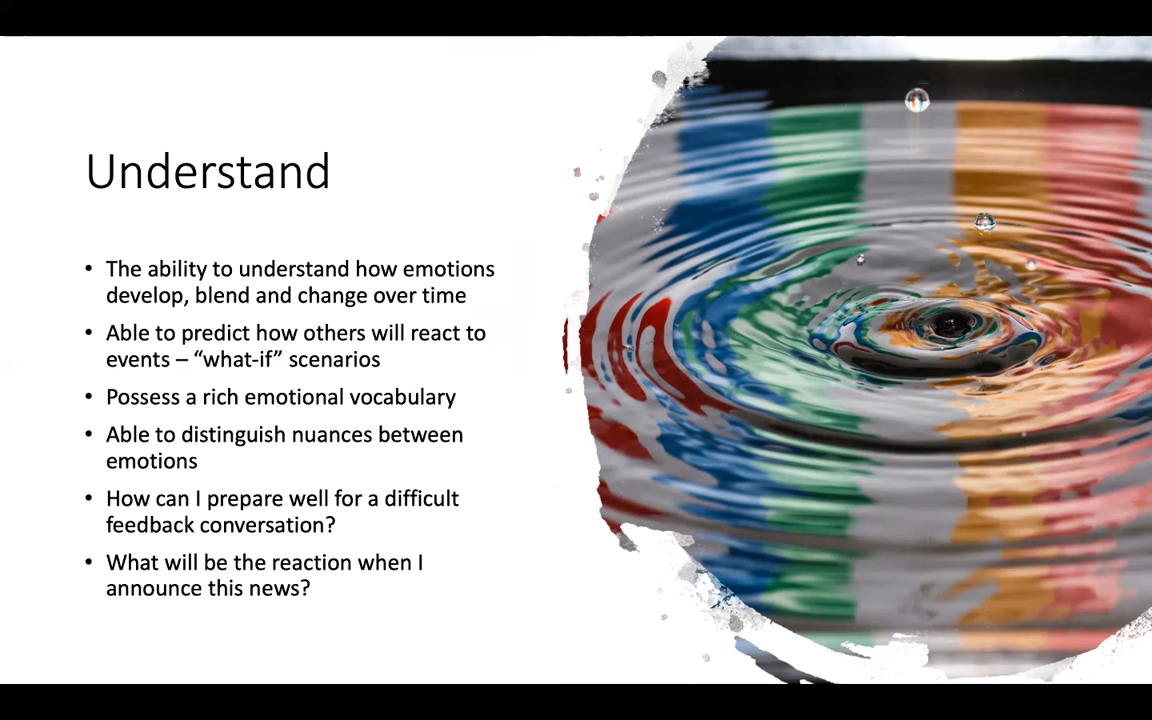 Understand
• The ability to understand how emotions
develop, blend and change over time
• Able to predict how others will react to
events – “what-if” scenarios
• Possess a rich emotional vocabulary
• Able to distinguish nuances between
emotions
• How can I prepare well for a difficult
feedback conversation?
• What will be the reaction when I
announce this news?